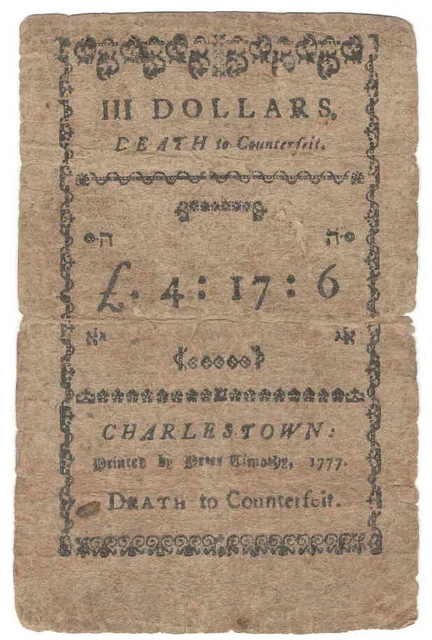 III DOLLARS.
DEATH to Counterfeit.
ה ה
£. 4 : 17 : 6
CHARLESTOWN:
Printed by Peter Timothy, 1777.
DEATH to Counterfeit.